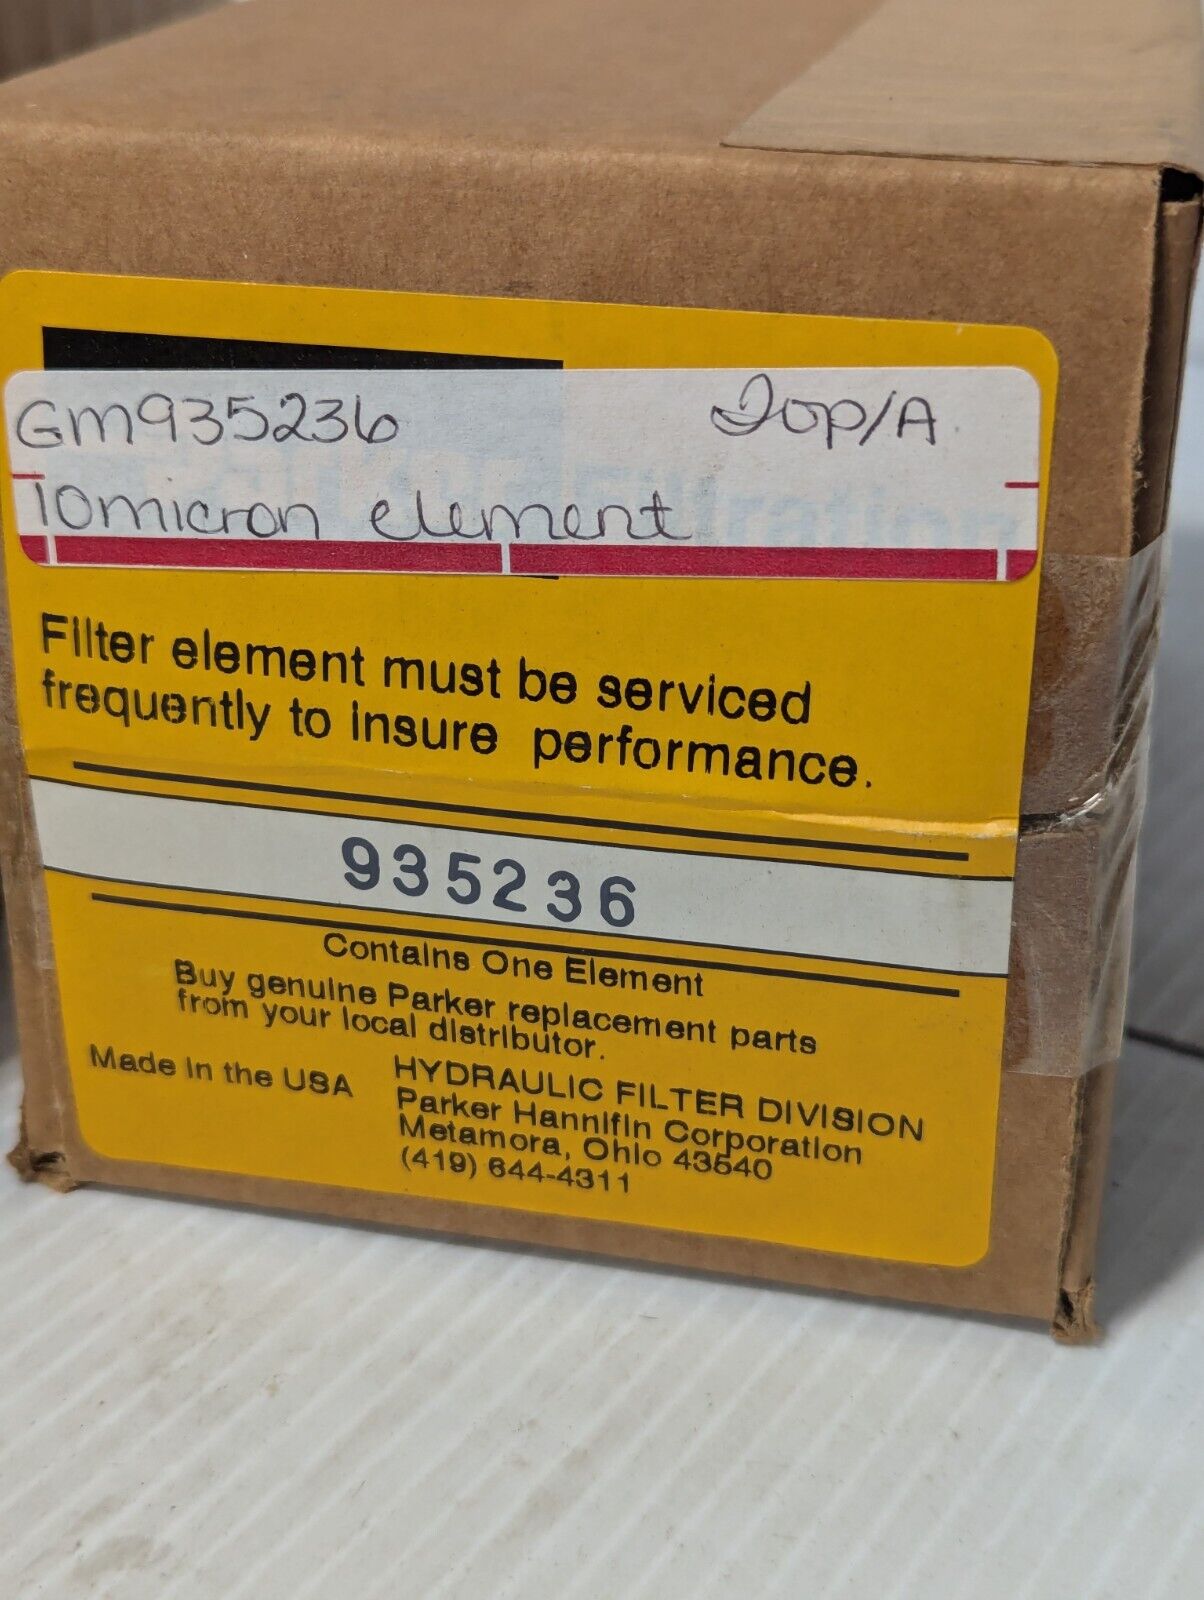 GM935236 20P/A
10micron element
Filter element must be serviced
frequently to insure performance.
935236
Contains One Element
Buy genuine Parker replacement parts
from your local distributor.
Made in the USA
HYDRAULIC FILTER DIVISION
Parker Hannifin Corporation
Metamora, Ohio 43540
(419) 644-4311